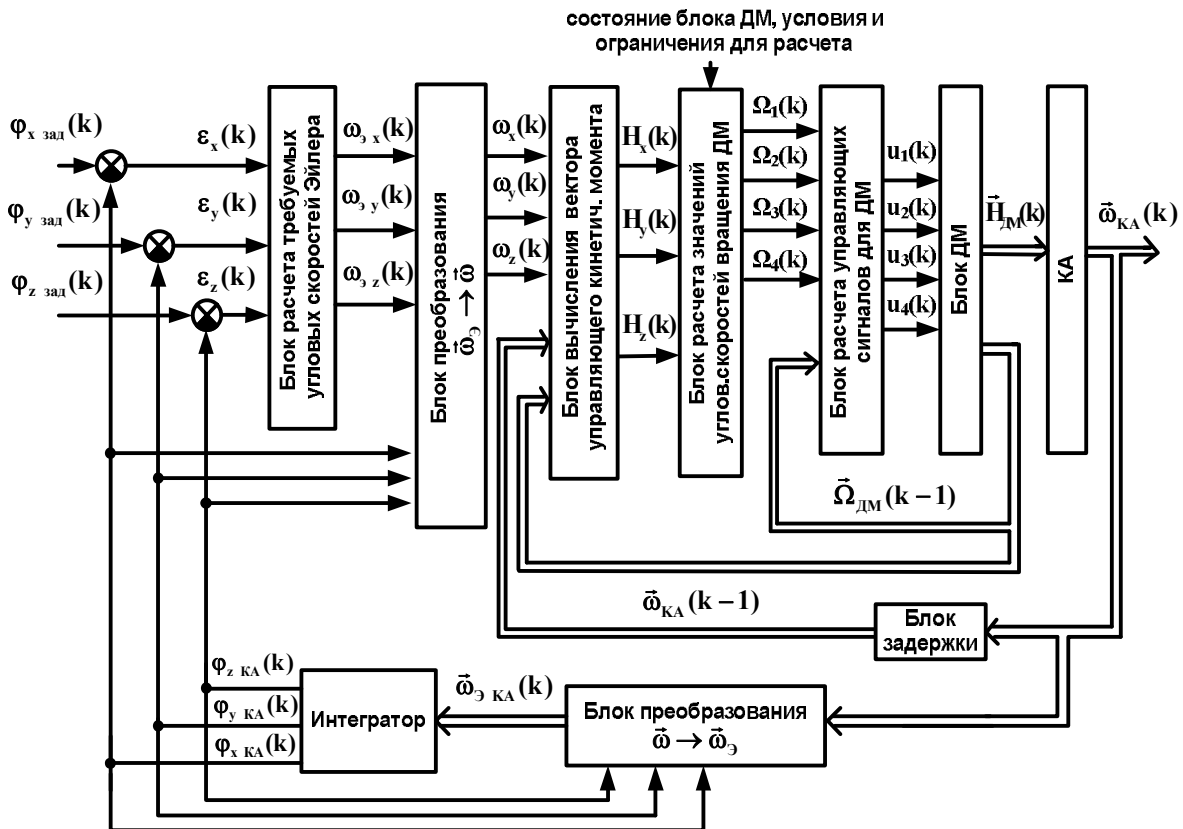 состояние блока ДМ, условия и
ограничения для расчета
φx зад(k)
φy зад(k)
φz зад(k)
εx(k)
εy(k)
εz(k)
Блок расчета требуемых
угловых скоростей Эйлера
ωэ x(k)
ωэ y(k)
ωэ z(k)
Блок преобразования
ω⃗Э → ω⃗
ωx(k)
ωy(k)
ωz(k)
Блок вычисления вектора
управляющего кинетич. момента
Hx(k)
Hy(k)
Hz(k)
Блок расчета значений
углов.скоростей вращения ДМ
Ω1(k)
Ω2(k)
Ω3(k)
Ω4(k)
Блок расчета управляющих
сигналов для ДМ
u1(k)
u2(k)
u3(k)
u4(k)
Блок ДМ
H⃗ДМ(k)
КА
ω⃗КА(k)
Ω⃗ДМ(k−1)
ω⃗КА(k−1)
Блок
задержки
φz КА(k)
φy КА(k)
φx КА(k)
Интегратор
ω⃗Э КА(k)
Блок преобразования
ω⃗ → ω⃗Э